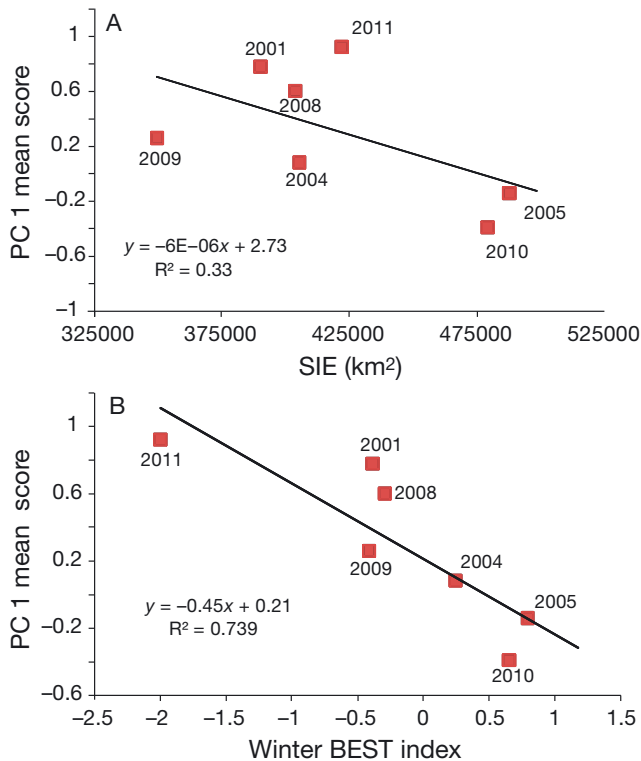 A
PC 1 mean score
1
0.6
0.2
−0.2
−0.6
−1
2001
2011
2008
2009
2004
2005
2010
y = −6E−06x + 2.73
R² = 0.33
325000 375000 425000 475000 525000
SIE (km²)
B
PC 1 mean score
1
0.6
0.2
−0.2
−0.6
2011
2001
2008
2009
2004
2005
2010
y = −0.45x + 0.21
R² = 0.739
−2.5 −2 −1 −0.5 0 0.5 1 1.5
Winter BEST index